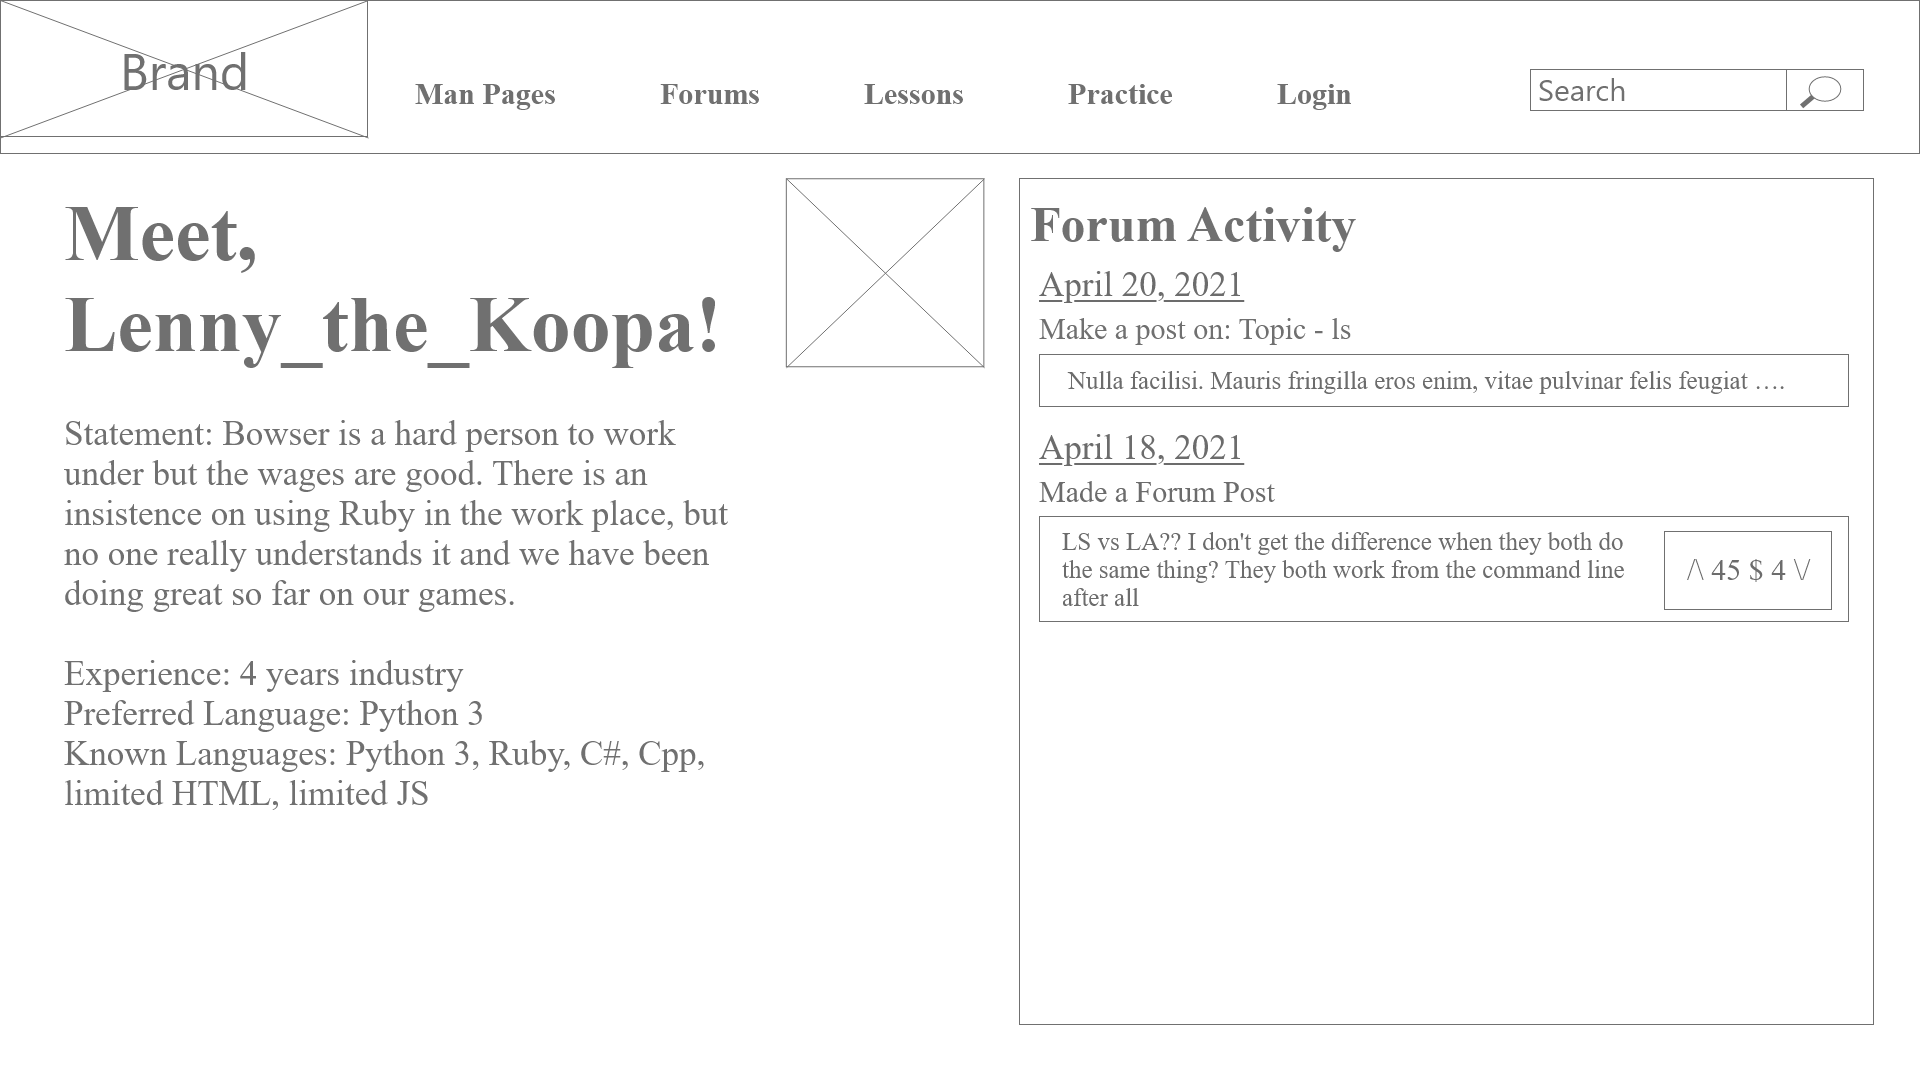 Brand
Man Pages
Forums
Lessons
Practice
Login
Search
Meet,
Lenny_the_Koopa!
Statement: Bowser is a hard person to work
under but the wages are good. There is an
insistence on using Ruby in the work place, but
no one really understands it and we have been
doing great so far on our games.
Experience: 4 years industry
Preferred Language: Python 3
Known Languages: Python 3, Ruby, C#, Cpp,
limited HTML, limited JS
Forum Activity
April 20, 2021
Make a post on: Topic - ls
Nulla facilisi. Mauris fringilla eros enim, vitae pulvinar felis feugiat ….
April 18, 2021
Made a Forum Post
LS vs LA?? I don't get the difference when they both do
the same thing? They both work from the command line
after all
/\ 45 $ 4 \/